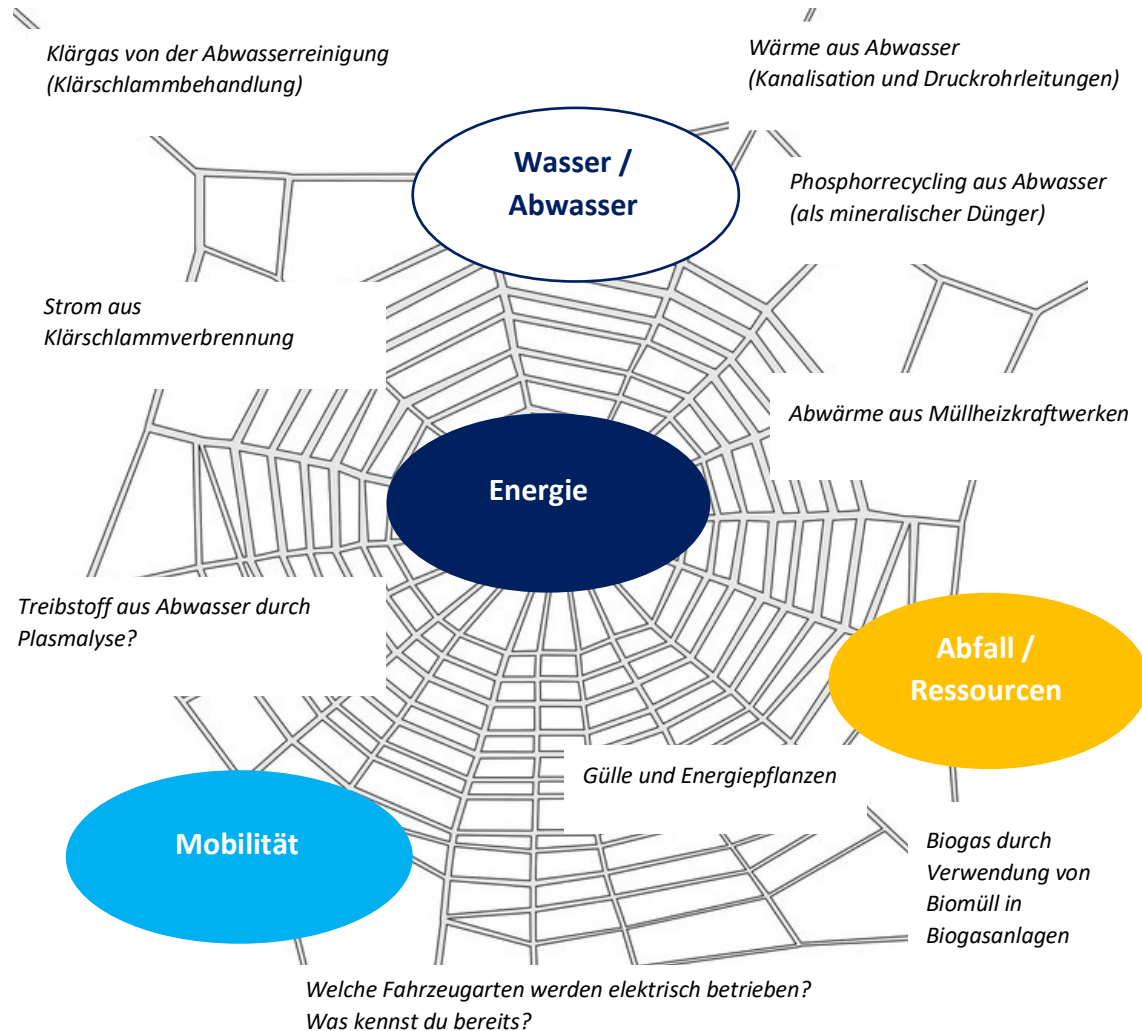 Klärgas von der Abwasserreinigung
(Klärschlammbehandlung)
Wärme aus Abwasser
(Kanalisation und Druckrohrleitungen)
Wasser /
Abwasser
Phosphorrecycling aus Abwasser
(als mineralischer Dünger)
Strom aus
Klärschlammverbrennung
Abwärme aus Müllheizkraftwerken
Energie
Treibstoff aus Abwasser durch
Plasmalyse?
Abfall /
Ressourcen
Gülle und Energiepflanzen
Mobilität
Biogas durch
Verwendung von
Biomüll in
Biogasanlagen
Welche Fahrzeugarten werden elektrisch betrieben?
Was kennst du bereits?